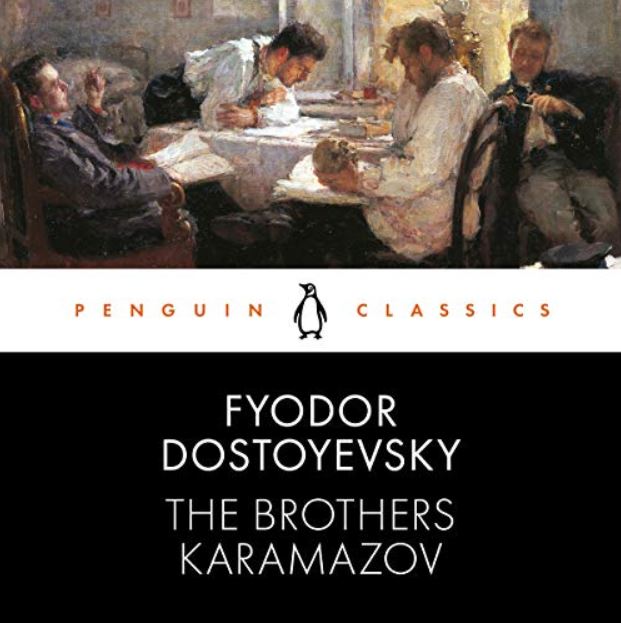 PENGUIN CLASSICS
FYODOR
DOSTOYEVSKY
THE BROTHERS
KARAMAZOV